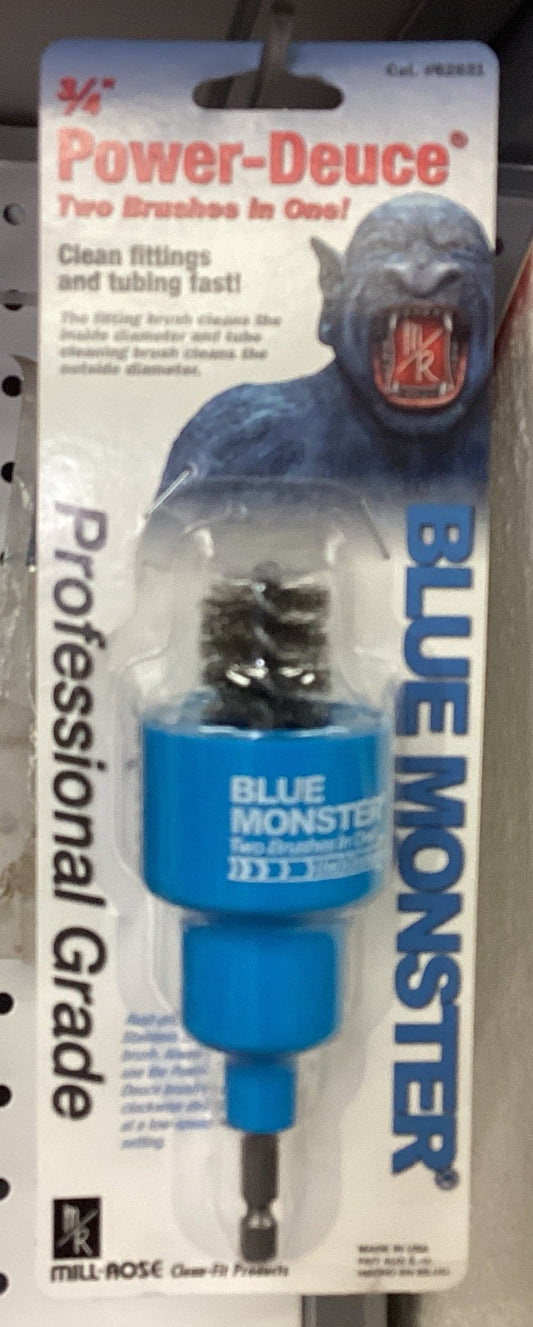 Cat. #62631
3/4"
Power-Deuce®
Two Brushes in One!
Clean fittings
and tubing fast!
The fitting brush cleans the
inside diameter and tube
cleaning brush cleans the
outside diameter.
M/R
Professional Grade
BLUE MONSTER®
BLUE
MONSTER
Two Brushes in One
M/R
MILL-ROSE Clean-Fit Products
MADE IN USA